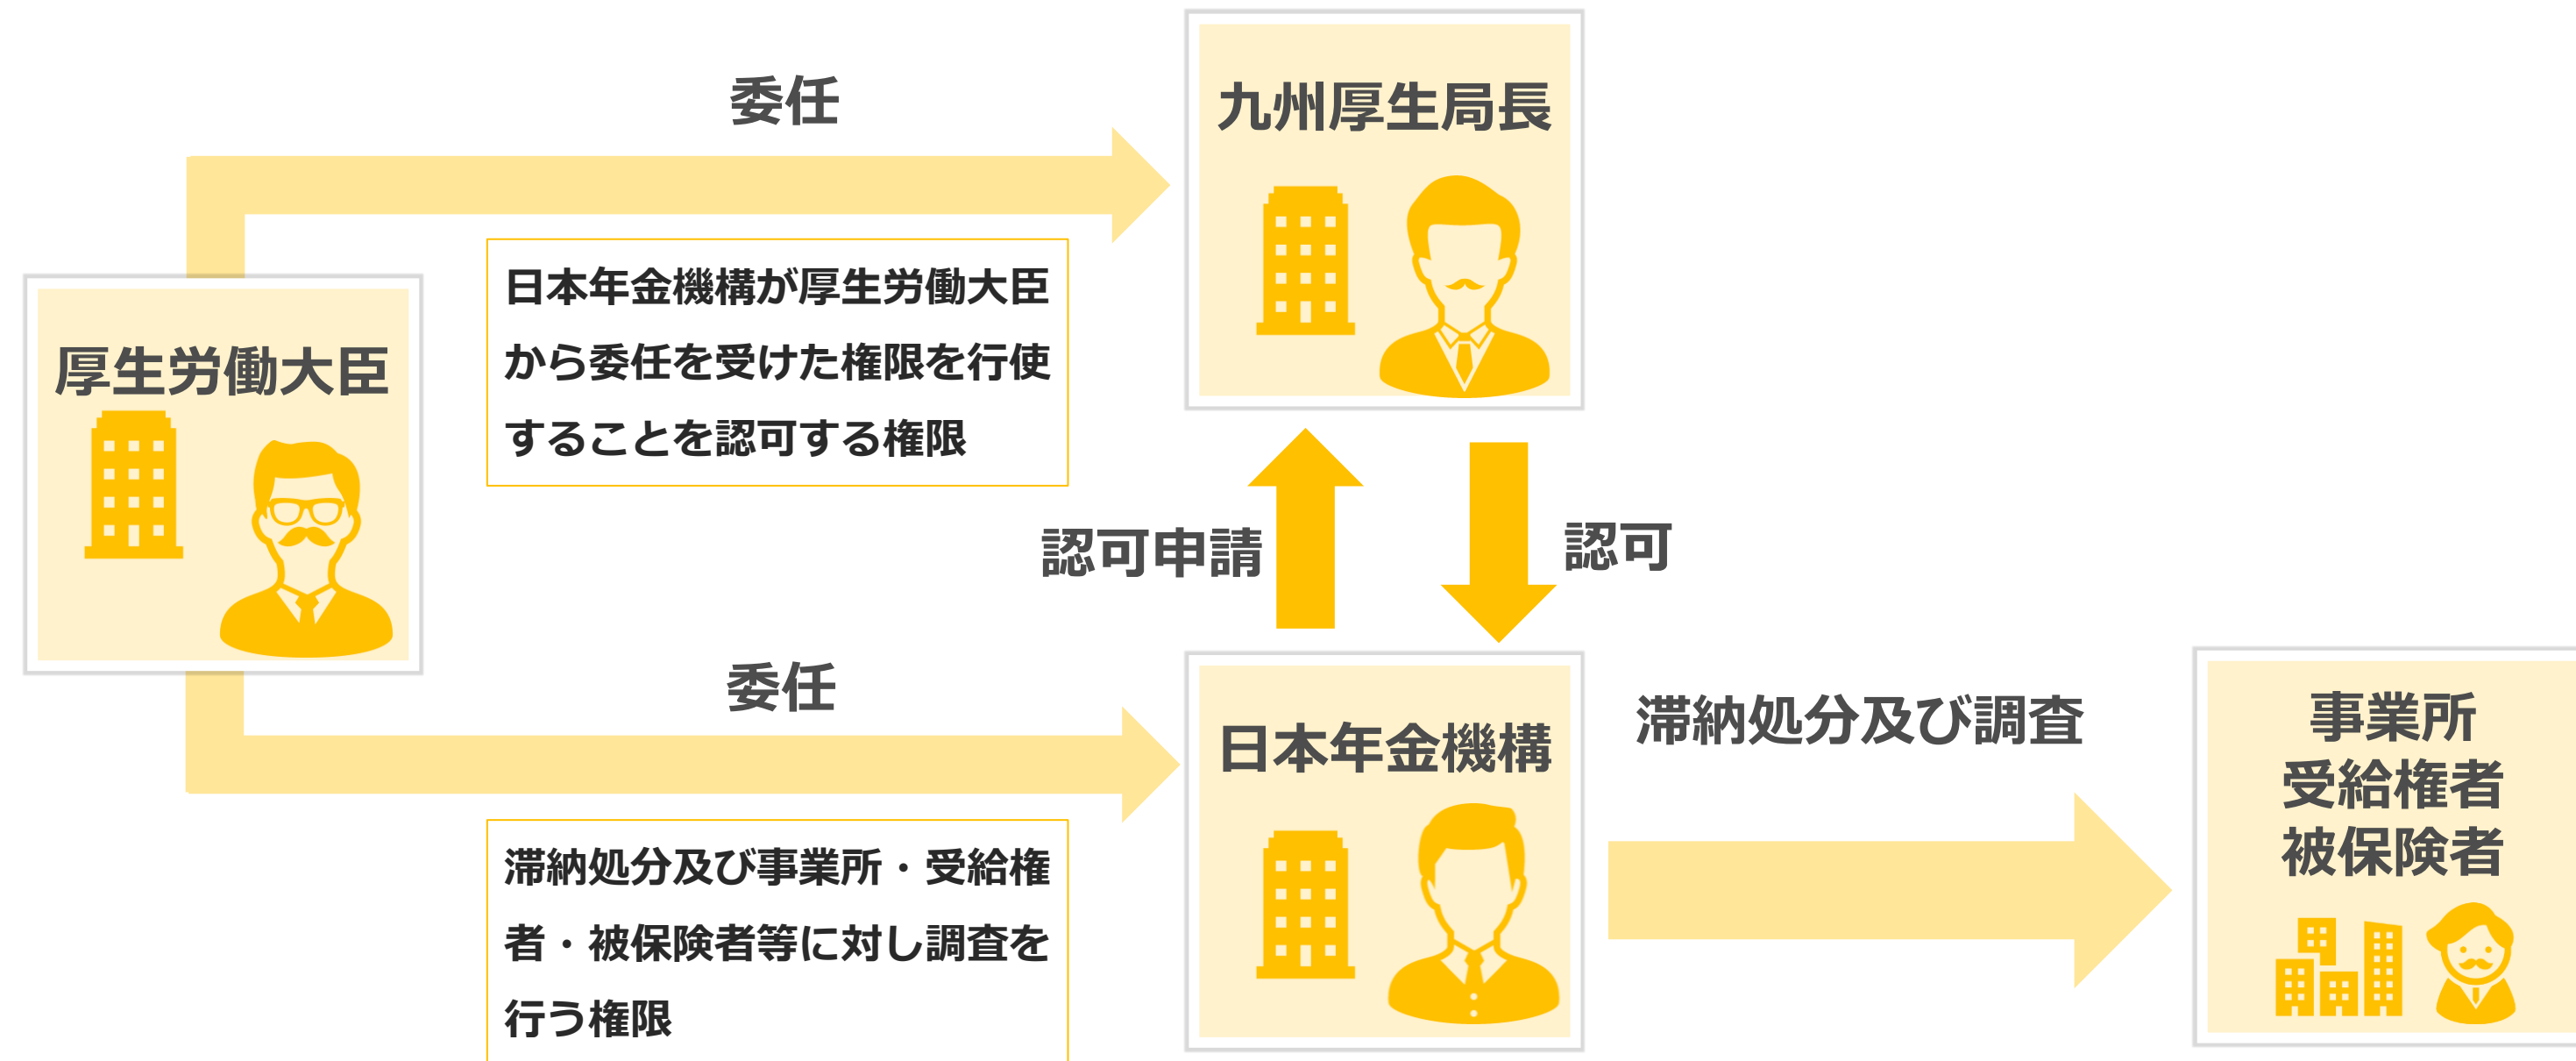 委任
九州厚生局長
日本年金機構が厚生労働大臣
から委任を受けた権限を行使
することを認可する権限
厚生労働大臣
認可申請
認可
委任
日本年金機構
滞納処分及び調査
事業所
受給権者
被保険者
滞納処分及び事業所・受給権
者・被保険者等に対し調査を
行う権限